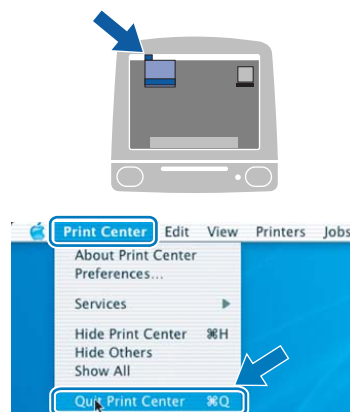 Print Center Edit View Printers Jobs
About Print Center
Preferences...
Services
Hide Print Center ⌘H
Hide Others
Show All
Quit Print Center ⌘Q